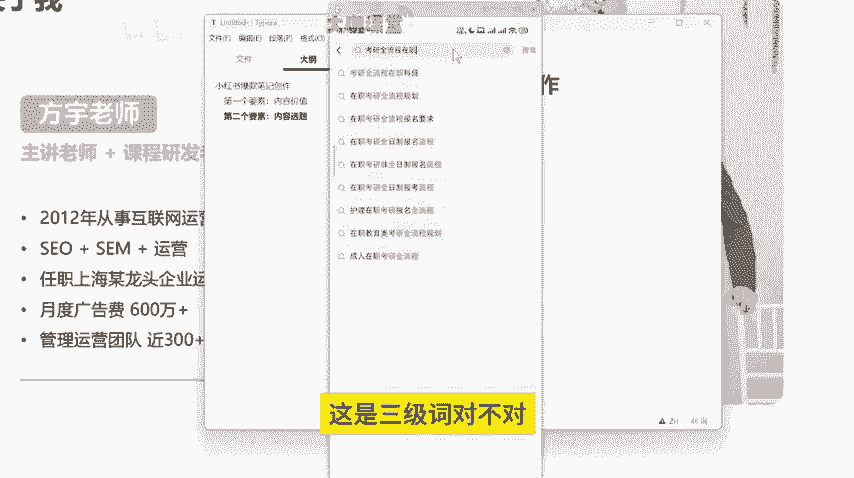 关于我
方宇老师
主讲老师 + 课程研发
2012年从事互联网运营
SEO + SEM + 运营
任职上海某龙头企业运
月度广告费 600万+
管理运营团队 近300+
Typora
文件(F) 编辑(E) 段落(P) 格式(O)
文件
大纲
小红书爆款笔记创作
第一个要素：内容价值
第二个要素：内容选题
考研全流程在职
搜索
考研全流程在职科目
在职考研全流程规划
在职考研全流程报名要求
在职考研全日制报名流程
在职考研非全日制报名流程
在职考研全日制报考流程
护理在职考研报名全流程
在职教育类考研全流程规划
成人在职考研全流程
作
ZH
46 词
这是三级词对不对